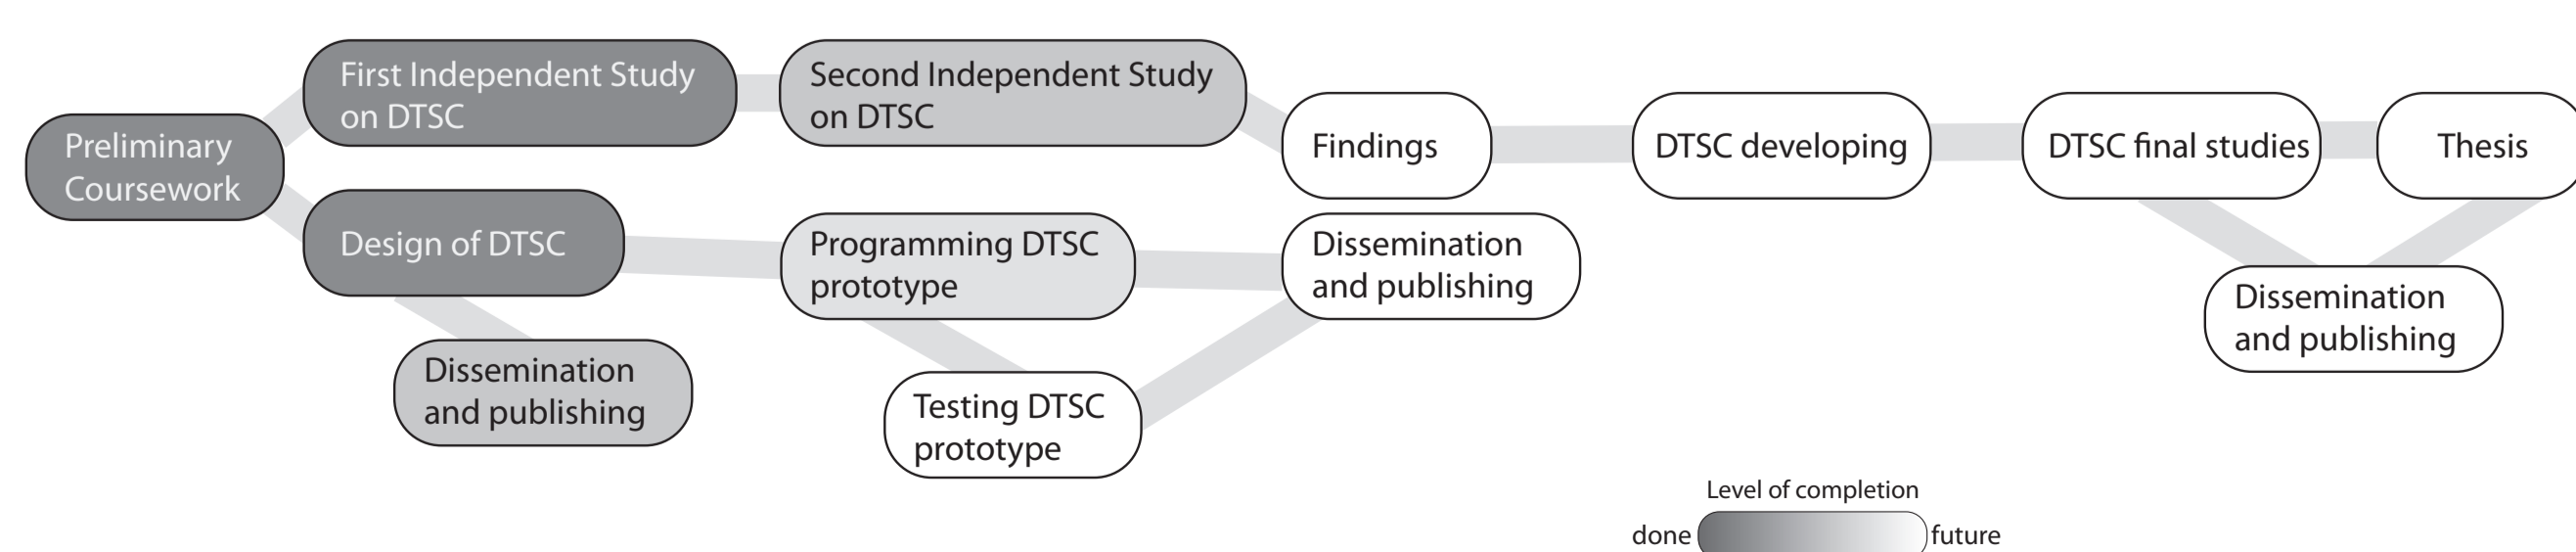 Preliminary
Coursework
First Independent Study
on DTSC
Second Independent Study
on DTSC
Design of DTSC
Dissemination
and publishing
Programming DTSC
prototype
Testing DTSC
prototype
Findings
Dissemination
and publishing
DTSC developing
DTSC final studies
Thesis
Dissemination
and publishing
Level of completion
done
future